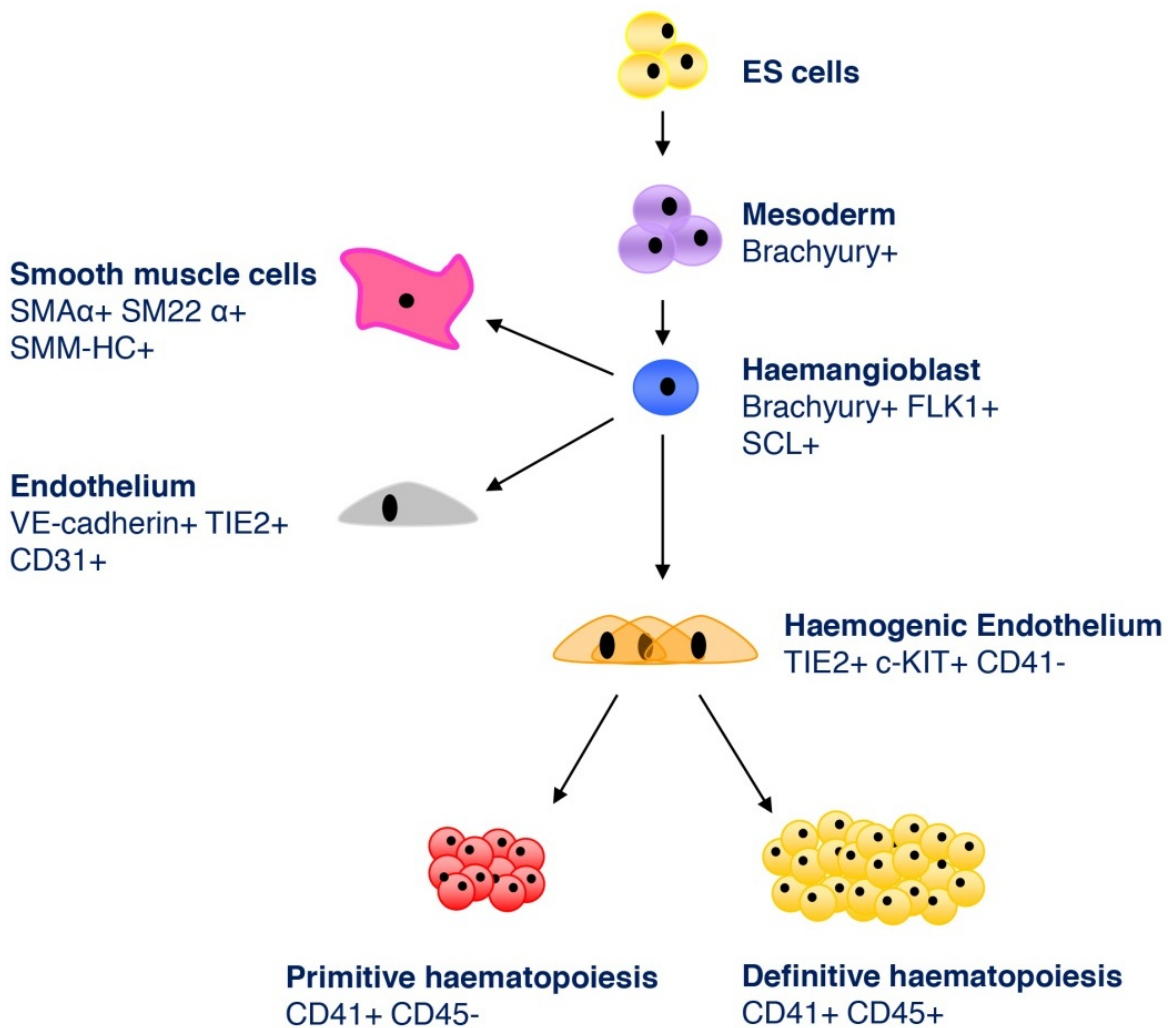 ES cells
Mesoderm
Brachyury+
Smooth muscle cells
SMAα+ SM22 α+
SMM-HC+
Haemangioblast
Brachyury+ FLK1+
SCL+
Endothelium
VE-cadherin+ TIE2+
CD31+
Haemogenic Endothelium
TIE2+ c-KIT+ CD41-
Primitive haematopoiesis
CD41+ CD45-
Definitive haematopoiesis
CD41+ CD45+